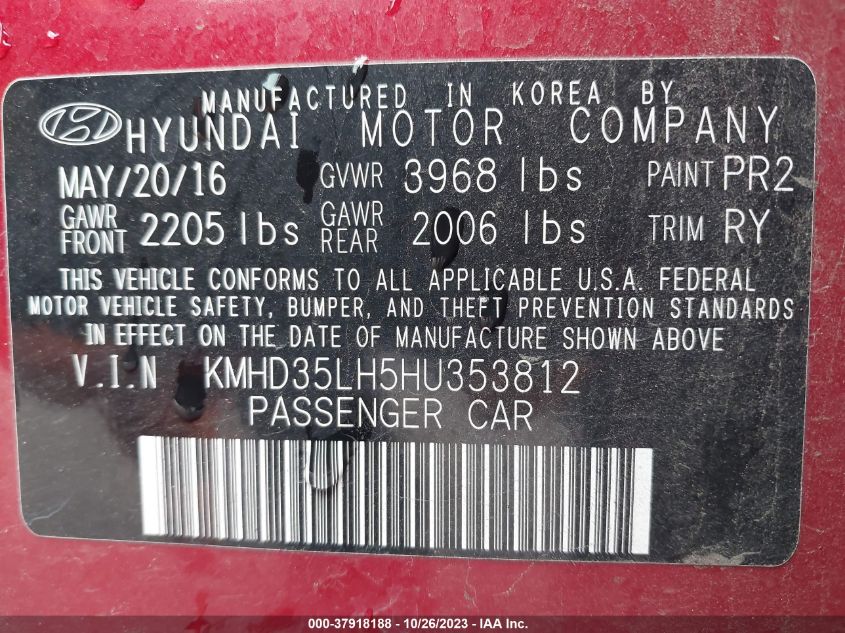 MANUFACTURED IN KOREA BY
HYUNDAI MOTOR COMPANY
MAY/20/16 GVWR 3968 lbs PAINT PR2
GAWR FRONT 2205 lbs GAWR REAR 2006 lbs TRIM RY
THIS VEHICLE CONFORMS TO ALL APPLICABLE U.S.A. FEDERAL
MOTOR VEHICLE SAFETY, BUMPER, AND THEFT PREVENTION STANDARDS
IN EFFECT ON THE DATE OF MANUFACTURE SHOWN ABOVE
V.I.N KMHD35LH5HU353812
PASSENGER CAR
000-37918188 - 10/26/2023 - IAA Inc.